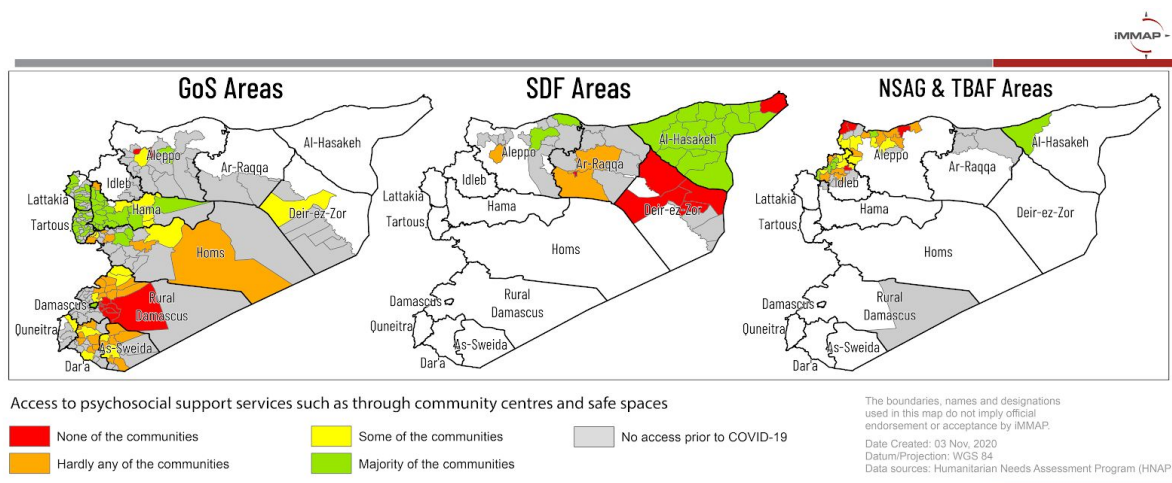 iMMAP
GoS Areas
Aleppo
Al-Hasakeh
Ar-Raqqa
Idleb
Lattakia
Hama
Deir-ez-Zor
Tartous
Homs
Damascus
Rural
Damascus
Quneitra
As-Sweida
Dar'a
SDF Areas
Aleppo
Al-Hasakeh
Ar-Raqqa
Idleb
Lattakia
Hama
Deir-ez-Zor
Tartous
Homs
Damascus
Rural
Damascus
Quneitra
As-Sweida
Dar'a
NSAG & TBAF Areas
Aleppo
Al-Hasakeh
Ar-Raqqa
Idleb
Lattakia
Hama
Deir-ez-Zor
Tartous
Homs
Damascus
Rural
Damascus
Quneitra
As-Sweida
Dar'a
Access to psychosocial support services such as through community centres and safe spaces
None of the communities
Some of the communities
No access prior to COVID-19
Hardly any of the communities
Majority of the communities
The boundaries, names and designations
used in this map do not imply official
endorsement or acceptance by iMMAP.
Date Created: 03 Nov, 2020
Datum/Projection: WGS 84
Data sources: Humanitarian Needs Assessment Program (HNAP